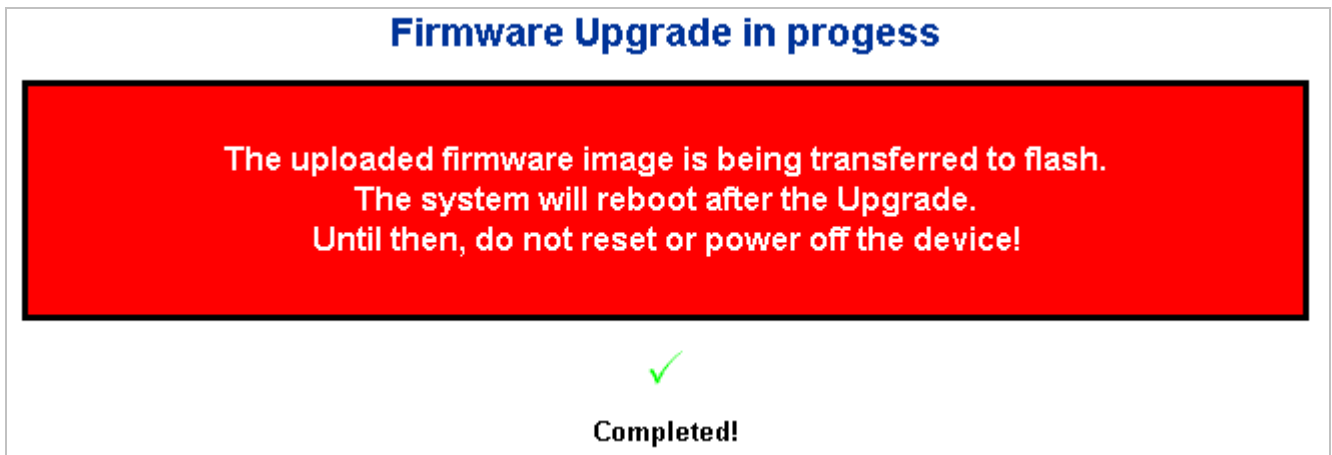 Firmware Upgrade in progess
The uploaded firmware image is being transferred to flash.
The system will reboot after the Upgrade.
Until then, do not reset or power off the device!
Completed!